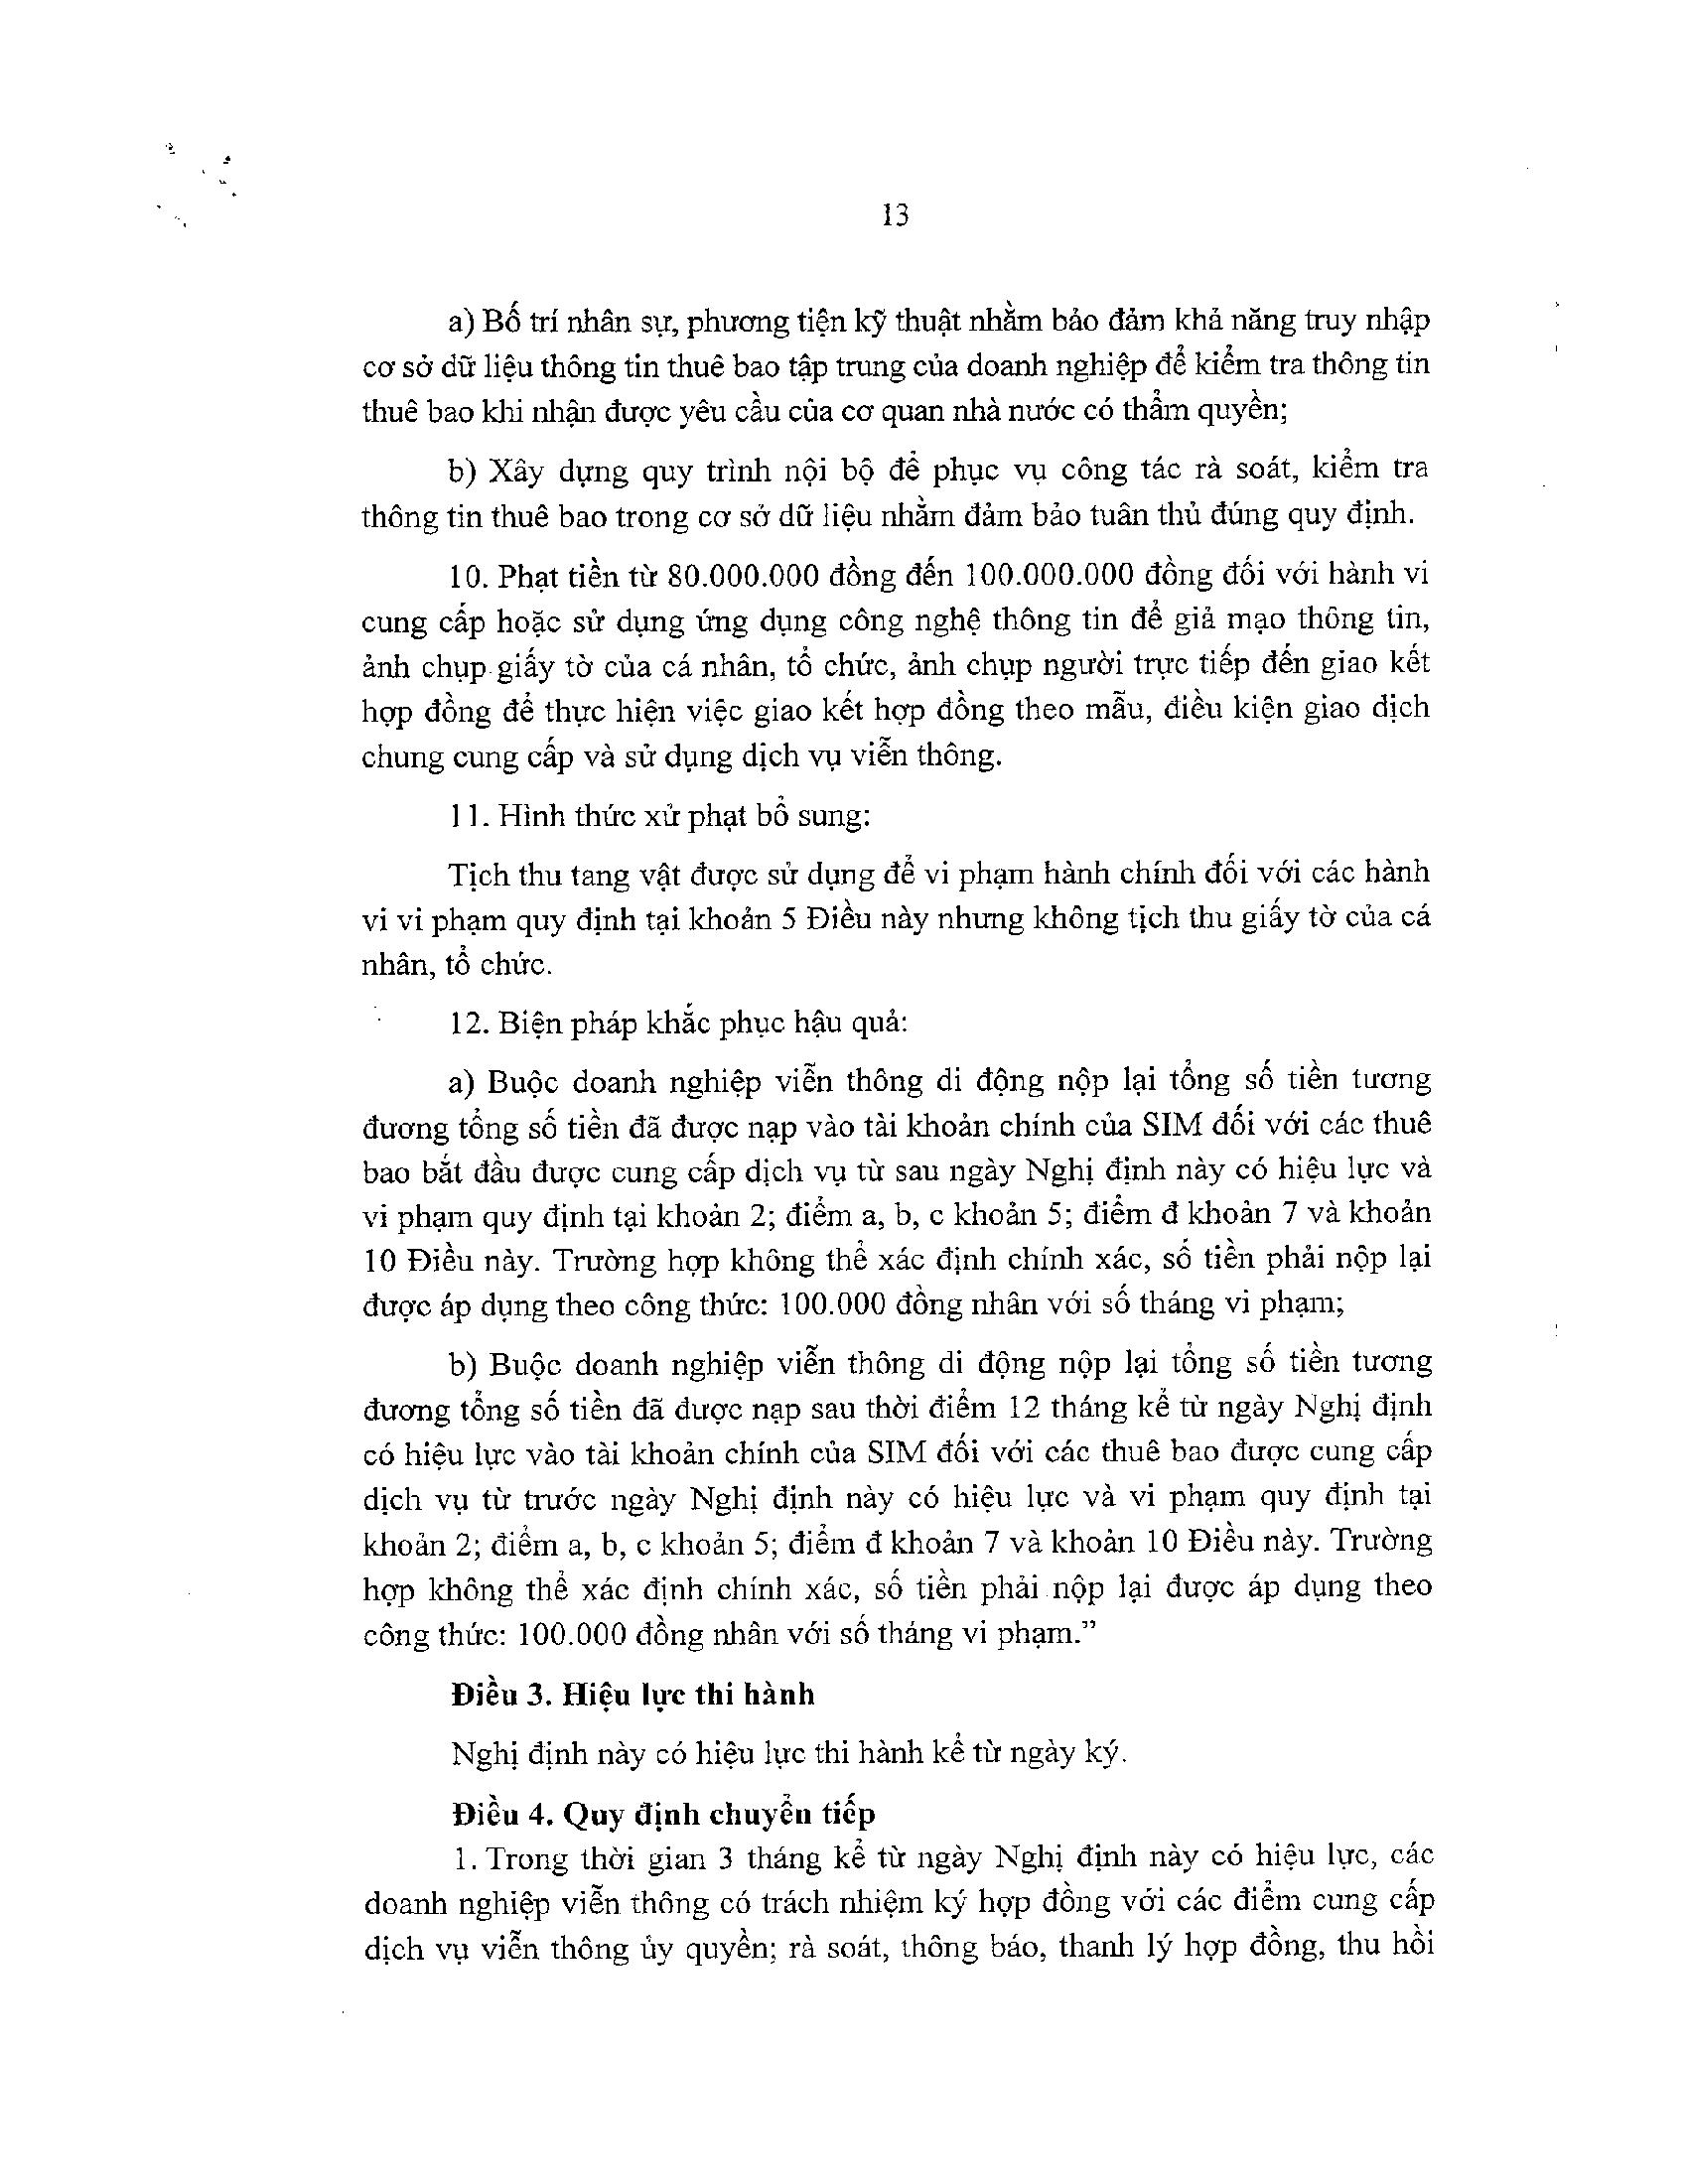 13
a) Bố trí nhân sự, phương tiện kỹ thuật nhằm bảo đảm khả năng truy nhập
cơ sở dữ liệu thông tin thuê bao tập trung của doanh nghiệp để kiểm tra thông tin
thuê bao khi nhận được yêu cầu của cơ quan nhà nước có thẩm quyền;
b) Xây dựng quy trình nội bộ để phục vụ công tác rà soát, kiểm tra
thông tin thuê bao trong cơ sở dữ liệu nhằm đảm bảo tuân thủ đúng quy định.
10. Phạt tiền từ 80.000.000 đồng đến 100.000.000 đồng đối với hành vi
cung cấp hoặc sử dụng ứng dụng công nghệ thông tin để giả mạo thông tin,
ảnh chụp giấy tờ của cá nhân, tổ chức, ảnh chụp người trực tiếp đến giao kết
hợp đồng để thực hiện việc giao kết hợp đồng theo mẫu, điều kiện giao dịch
chung cung cấp và sử dụng dịch vụ viễn thông.
11. Hình thức xử phạt bổ sung:
Tịch thu tang vật được sử dụng để vi phạm hành chính đối với các hành
vi vi phạm quy định tại khoản 5 Điều này nhưng không tịch thu giấy tờ của cá
nhân, tổ chức.
12. Biện pháp khắc phục hậu quả:
a) Buộc doanh nghiệp viễn thông di động nộp lại tổng số tiền tương
đương tổng số tiền đã được nạp vào tài khoản chính của SIM đối với các thuê
bao bắt đầu được cung cấp dịch vụ từ sau ngày Nghị định này có hiệu lực và
vi phạm quy định tại khoản 2; điểm a, b, c khoản 5; điểm đ khoản 7 và khoản
10 Điều này. Trường hợp không thể xác định chính xác, số tiền phải nộp lại
được áp dụng theo công thức: 100.000 đồng nhân với số tháng vi phạm;
b) Buộc doanh nghiệp viễn thông di động nộp lại tổng số tiền tương
đương tổng số tiền đã được nạp sau thời điểm 12 tháng kể từ ngày Nghị định
có hiệu lực vào tài khoản chính của SIM đối với các thuê bao được cung cấp
dịch vụ từ trước ngày Nghị định này có hiệu lực và vi phạm quy định tại
khoản 2; điểm a, b, c khoản 5; điểm đ khoản 7 và khoản 10 Điều này. Trường
hợp không thể xác định chính xác, số tiền phải nộp lại được áp dụng theo
công thức: 100.000 đồng nhân với số tháng vi phạm.”
Điều 3. Hiệu lực thi hành
Nghị định này có hiệu lực thi hành kể từ ngày ký.
Điều 4. Quy định chuyển tiếp
1. Trong thời gian 3 tháng kể từ ngày Nghị định này có hiệu lực, các
doanh nghiệp viễn thông có trách nhiệm ký hợp đồng với các điểm cung cấp
dịch vụ viễn thông ủy quyền; rà soát, thông báo, thanh lý hợp đồng, thu hồi